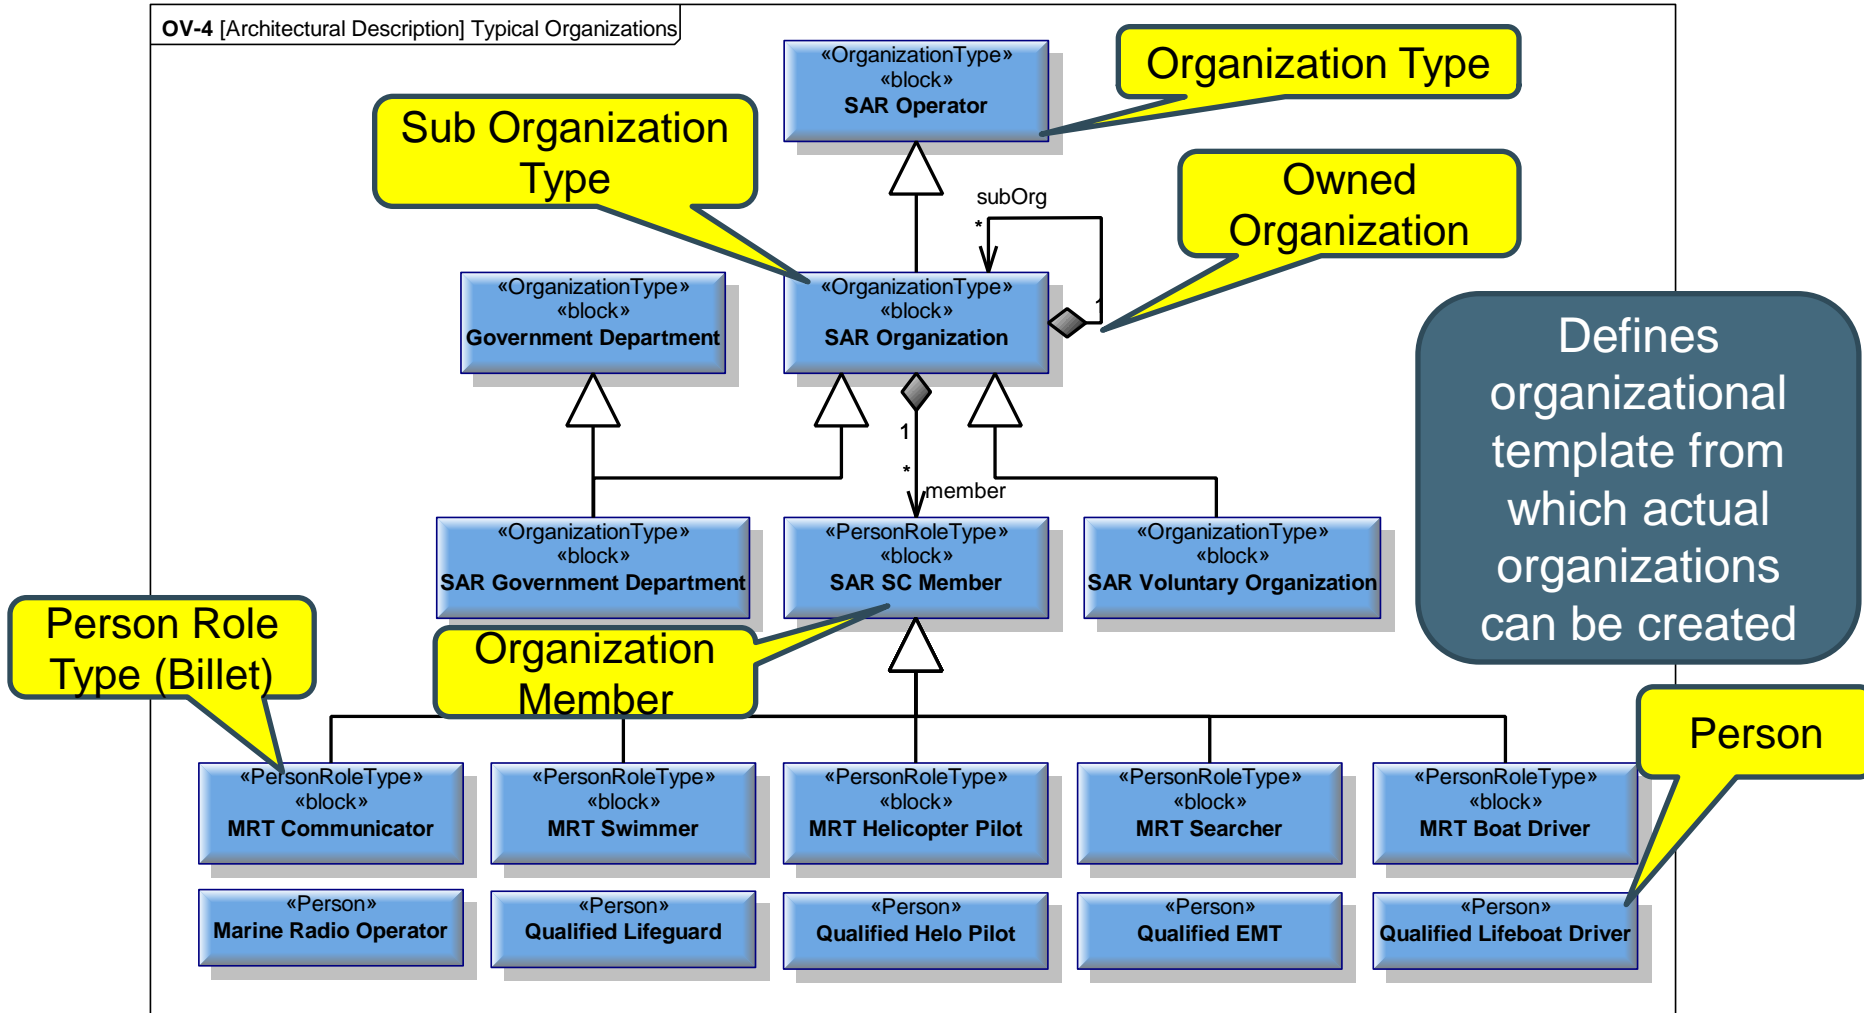 OV-4 [Architectural Description] Typical Organizations
«OrganizationType»
«block»
SAR Operator
Organization Type
Sub Organization
Type
Owned
Organization
subOrg
*
1
«OrganizationType»
«block»
Government Department
«OrganizationType»
«block»
SAR Organization
Defines
organizational
template from
which actual
organizations
can be created
1
*
member
«OrganizationType»
«block»
SAR Government Department
«PersonRoleType»
«block»
SAR SC Member
«OrganizationType»
«block»
SAR Voluntary Organization
Person Role
Type (Billet)
Organization
Member
Person
«PersonRoleType»
«block»
MRT Communicator
«PersonRoleType»
«block»
MRT Swimmer
«PersonRoleType»
«block»
MRT Helicopter Pilot
«PersonRoleType»
«block»
MRT Searcher
«PersonRoleType»
«block»
MRT Boat Driver
«Person»
Marine Radio Operator
«Person»
Qualified Lifeguard
«Person»
Qualified Helo Pilot
«Person»
Qualified EMT
«Person»
Qualified Lifeboat Driver